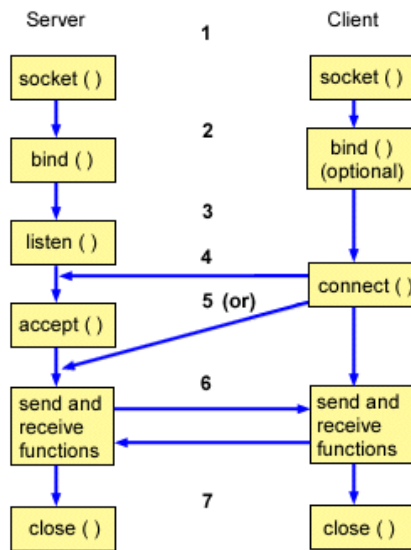 Server
Client
1
socket ( )
socket ( )
2
bind ( )
bind ( )
(optional)
3
listen ( )
4
connect ( )
5 (or)
accept ( )
6
send and
receive
functions
send and
receive
functions
7
close ( )
close ( )